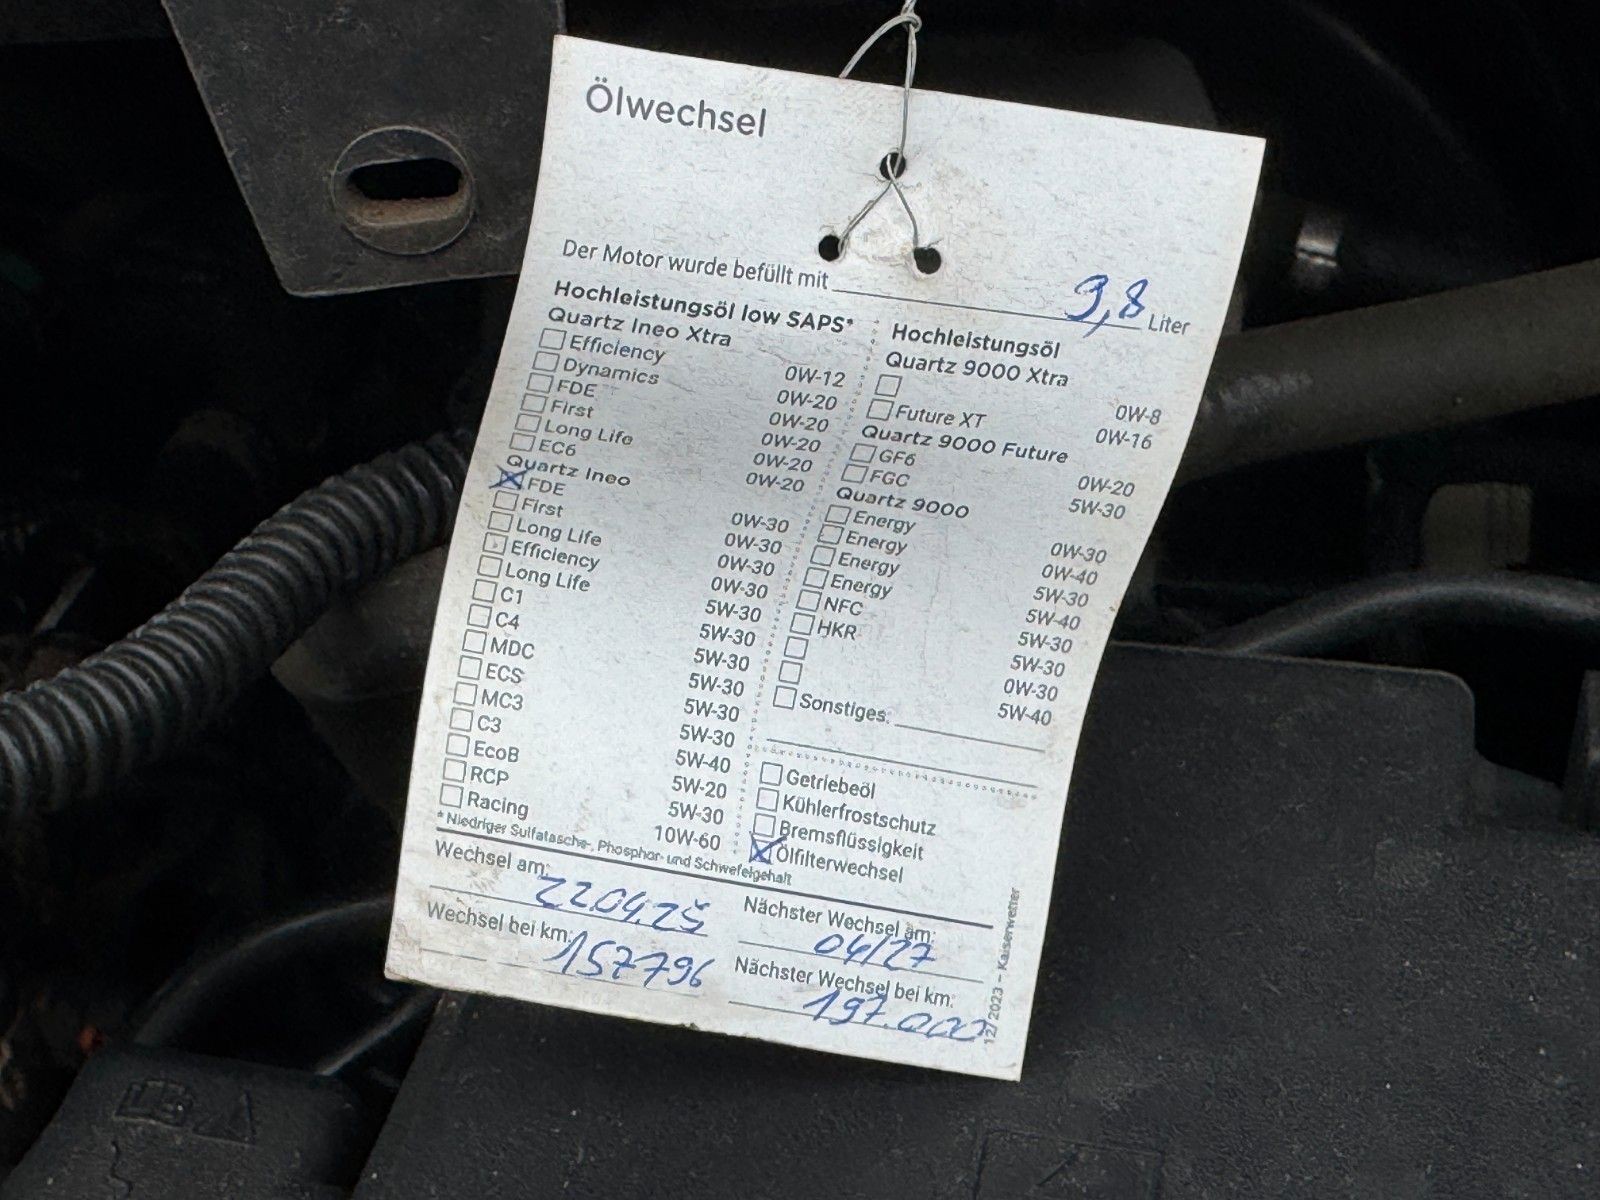 Ölwechsel
Der Motor wurde befüllt mit 9,8 Liter
Hochleistungsöl low SAPS*
Quartz Ineo Xtra
Efficiency 0W-12
Dynamics 0W-20
FDE 0W-20
First 0W-20
Long Life 0W-20
EC6 0W-20
Quartz Ineo
FDE 0W-30
First 0W-30
Long Life 0W-30
Efficiency 0W-30
Long Life 5W-30
C1 5W-30
C4 5W-30
MDC 5W-30
ECS 5W-30
MC3 5W-30
C3 5W-40
EcoB 5W-20
RCP 5W-30
Racing 10W-60
* Niedriger Sulfatasche-, Phosphor- und Schwefelgehalt
Hochleistungsöl
Quartz 9000 Xtra
0W-8
Future XT 0W-16
Quartz 9000 Future
GF6 0W-20
FGC 5W-30
Quartz 9000
Energy 0W-30
Energy 0W-40
Energy 5W-30
Energy 5W-40
NFC 5W-30
HKR 5W-30
0W-30
5W-40
Sonstiges:
Getriebeöl
Kühlerfrostschutz
Bremsflüssigkeit
Ölfilterwechsel
Wechsel am: 22.04.25
Nächster Wechsel am: 04/27
Wechsel bei km: 157796
Nächster Wechsel bei km: 197.000
12/2023 – Kaiserwetter